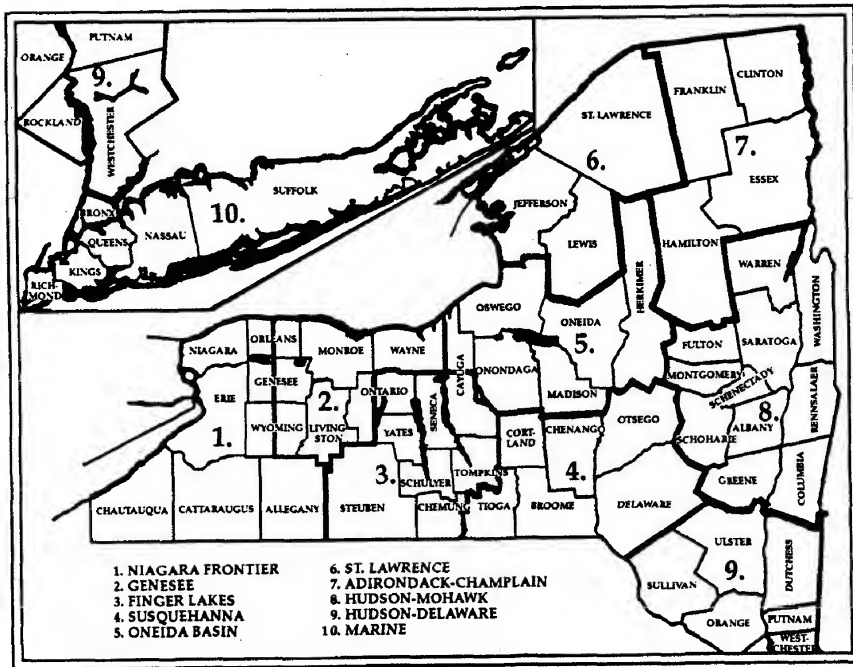 PUTNAM
ORANGE
9.
ROCKLAND
WESTCHESTER
BRONX
QUEENS
KINGS
RICH-
MOND
NASSAU
10.
SUFFOLK
ST. LAWRENCE
6.
FRANKLIN
CLINTON
7.
ESSEX
JEFFERSON
LEWIS
HERKIMER
HAMILTON
WARREN
WASHINGTON
OSWEGO
ONEIDA
5.
FULTON
SARATOGA
MONTGOMERY
SCHENECTADY
NIAGARA
ORLEANS
MONROE
WAYNE
CAYUGA
ONONDAGA
MADISON
ERIE
1.
GENESEE
WYOMING
2.
LIVING
STON
ONTARIO
SENECA
YATES
3.
SCHULYER
TOMPKINS
CORT-
LAND
CHENANGO
4.
OTSEGO
SCHOHARIE
8.
ALBANY
RENNSALAER
GREENE
COLUMBIA
CHAUTAUQUA
CATTARAUGUS
ALLEGANY
STEUBEN
CHEMUNG
TIOGA
BROOME
DELAWARE
ULSTER
9.
SULLIVAN
DUTCHESS
ORANGE
PUTNAM
WEST-
CHESTER
1. NIAGARA FRONTIER
2. GENESEE
3. FINGER LAKES
4. SUSQUEHANNA
5. ONEIDA BASIN
6. ST. LAWRENCE
7. ADIRONDACK-CHAMPLAIN
8. HUDSON-MOHAWK
9. HUDSON-DELAWARE
10. MARINE